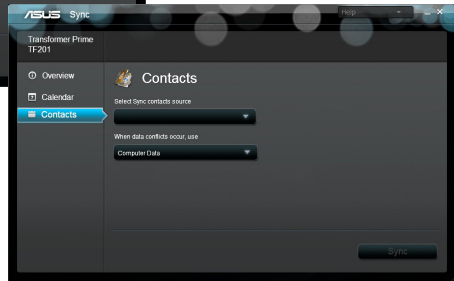 ASUS Sync
Help
Transformer Prime
TF201
Overview
Calendar
Contacts
Contacts
Select Sync contacts source
When data conflicts occur, use
Computer Data
Sync